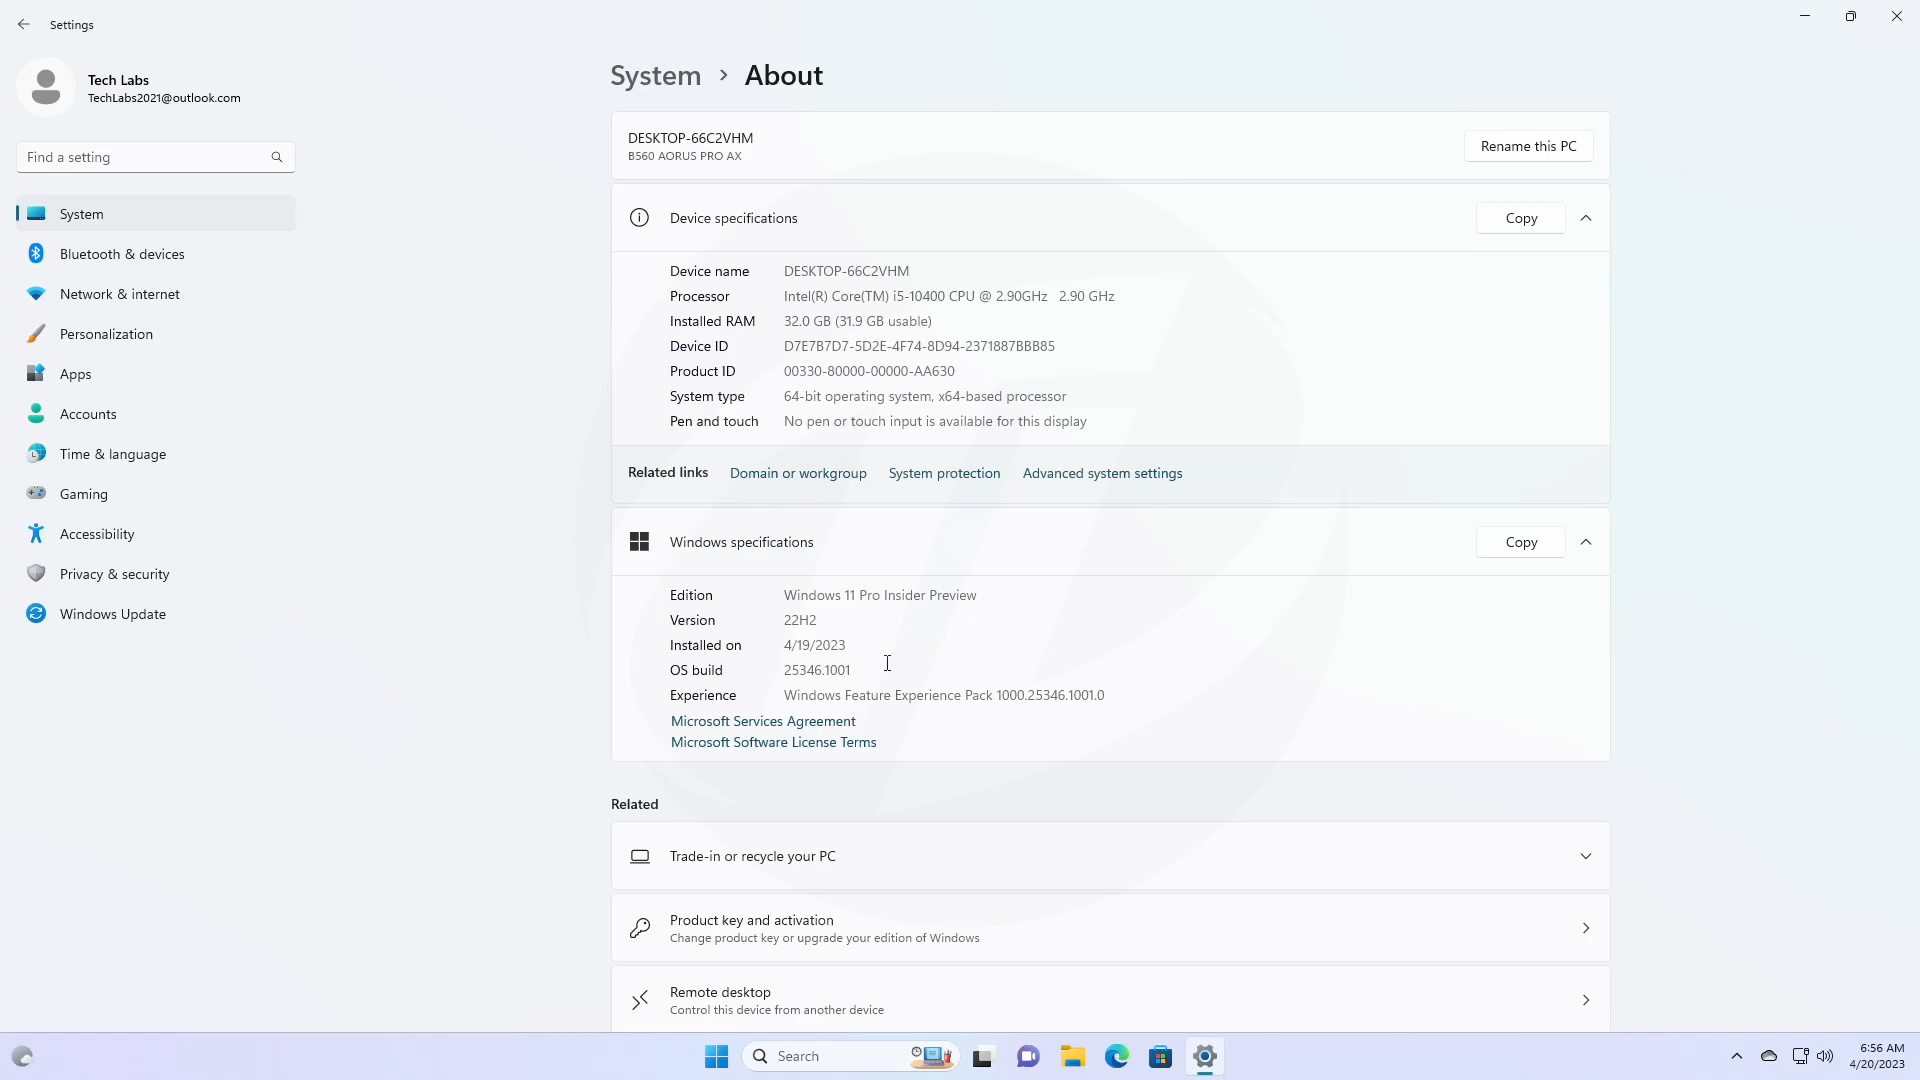 Settings
Tech Labs
TechLabs2021@outlook.com
Find a setting
System
Bluetooth & devices
Network & internet
Personalization
Apps
Accounts
Time & language
Gaming
Accessibility
Privacy & security
Windows Update
System > About
DESKTOP-66C2VHM
B560 AORUS PRO AX
Rename this PC
Device specifications
Copy
Device name DESKTOP-66C2VHM
Processor Intel(R) Core(TM) i5-10400 CPU @ 2.90GHz 2.90 GHz
Installed RAM 32.0 GB (31.9 GB usable)
Device ID D7E7B7D7-5D2E-4F74-8D94-2371887BBB85
Product ID 00330-80000-00000-AA630
System type 64-bit operating system, x64-based processor
Pen and touch No pen or touch input is available for this display
Related links Domain or workgroup System protection Advanced system settings
Windows specifications
Copy
Edition Windows 11 Pro Insider Preview
Version 22H2
Installed on 4/19/2023
OS build 25346.1001
Experience Windows Feature Experience Pack 1000.25346.1001.0
Microsoft Services Agreement
Microsoft Software License Terms
Related
Trade-in or recycle your PC
Product key and activation
Change product key or upgrade your edition of Windows
Remote desktop
Control this device from another device
Search
6:56 AM
4/20/2023